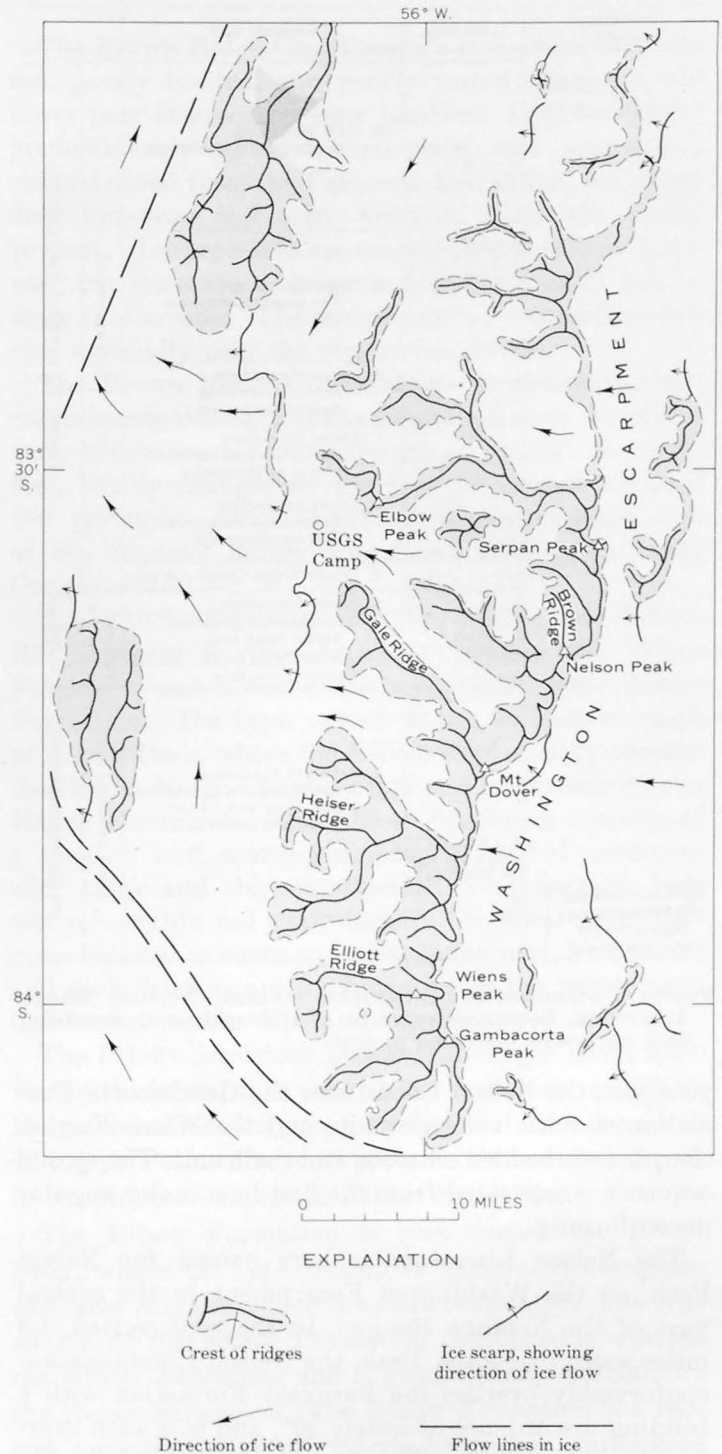 56° W.
83°
30'
S.
Elbow
Peak
USGS
Camp
Serpan Peak
ESCARPMENT
Brown
Ridge
Gale Ridge
Nelson Peak
Mt
Dover
WASHINGTON
Heiser
Ridge
Elliott
Ridge
Wiens
Peak
84°
S.
Gambacorta
Peak
0 10 MILES
EXPLANATION
Crest of ridges
Ice scarp, showing
direction of ice flow
Direction of ice flow
Flow lines in ice